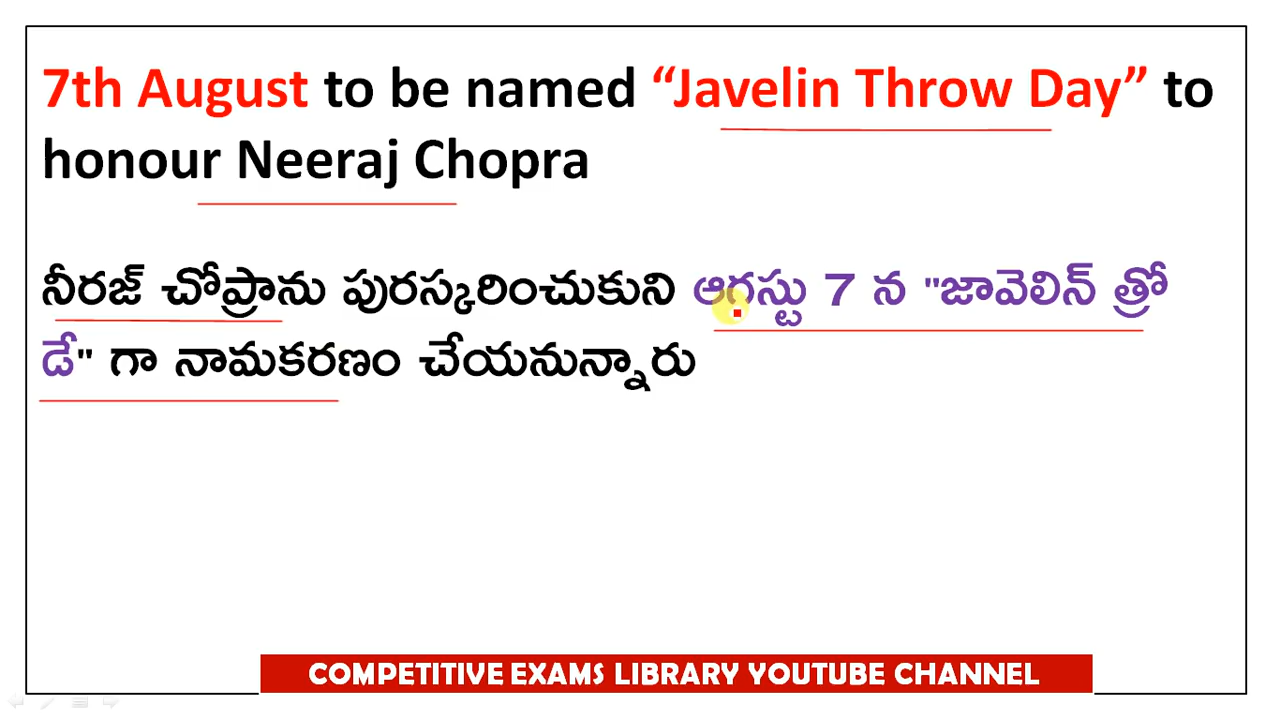 7th August to be named “Javelin Throw Day” to
honour Neeraj Chopra
నీరజ్ చోప్రాను పురస్కరించుకుని ఆగస్టు 7 న "జావెలిన్ త్రో
డే" గా నామకరణం చేయనున్నారు
COMPETITIVE EXAMS LIBRARY YOUTUBE CHANNEL